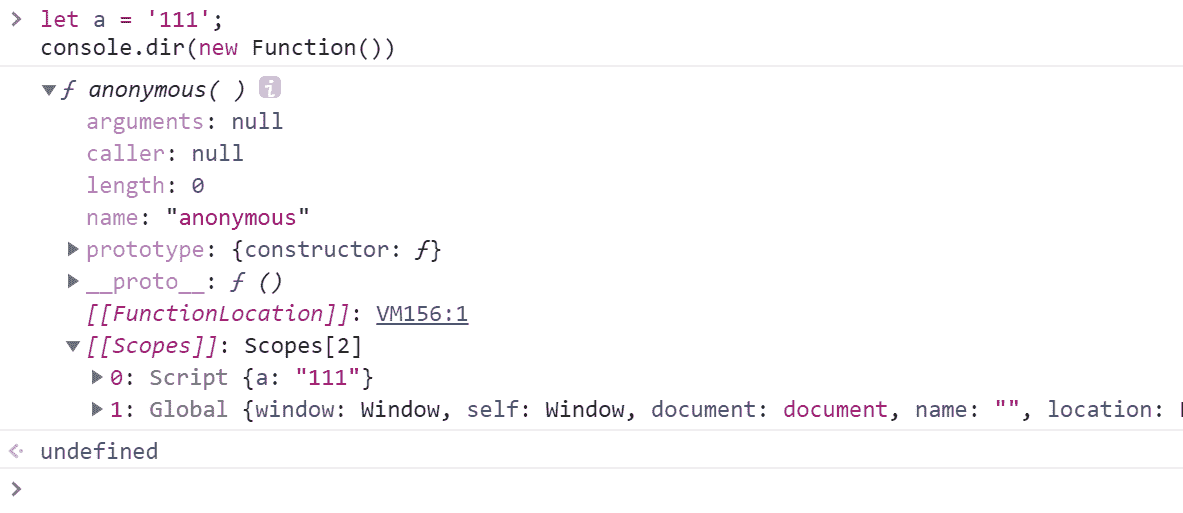 > let a = '111';
console.dir(new Function())
▼ƒ anonymous( ) i
arguments: null
caller: null
length: 0
name: "anonymous"
▶prototype: {constructor: ƒ}
▶__proto__: ƒ ()
[[FunctionLocation]]: VM156:1
▼[[Scopes]]: Scopes[2]
▶0: Script {a: "111"}
▶1: Global {window: Window, self: Window, document: document, name: "", location:
undefined
>